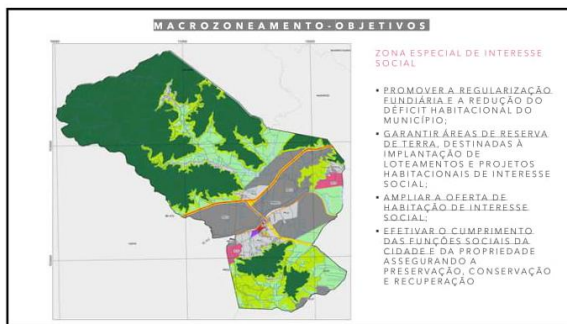 MACROZONEAMENTO-OBJETIVOS
ZONA ESPECIAL DE INTERESSE
SOCIAL
• PROMOVER A REGULARIZAÇÃO
FUNDIÁRIA E A REDUÇÃO DO
DÉFICIT HABITACIONAL DO
MUNICÍPIO;
• GARANTIR ÁREAS DE RESERVA
DE TERRA, DESTINADAS À
IMPLANTAÇÃO DE
LOTEAMENTOS E PROJETOS
HABITACIONAIS DE INTERESSE
SOCIAL;
• AMPLIAR A OFERTA DE
HABITAÇÃO DE INTERESSE
SOCIAL;
• EFETIVAR O CUMPRIMENTO
DAS FUNÇÕES SOCIAIS DA
CIDADE E DA PROPRIEDADE
ASSEGURANDO A
PRESERVAÇÃO, CONSERVAÇÃO
E RECUPERAÇÃO